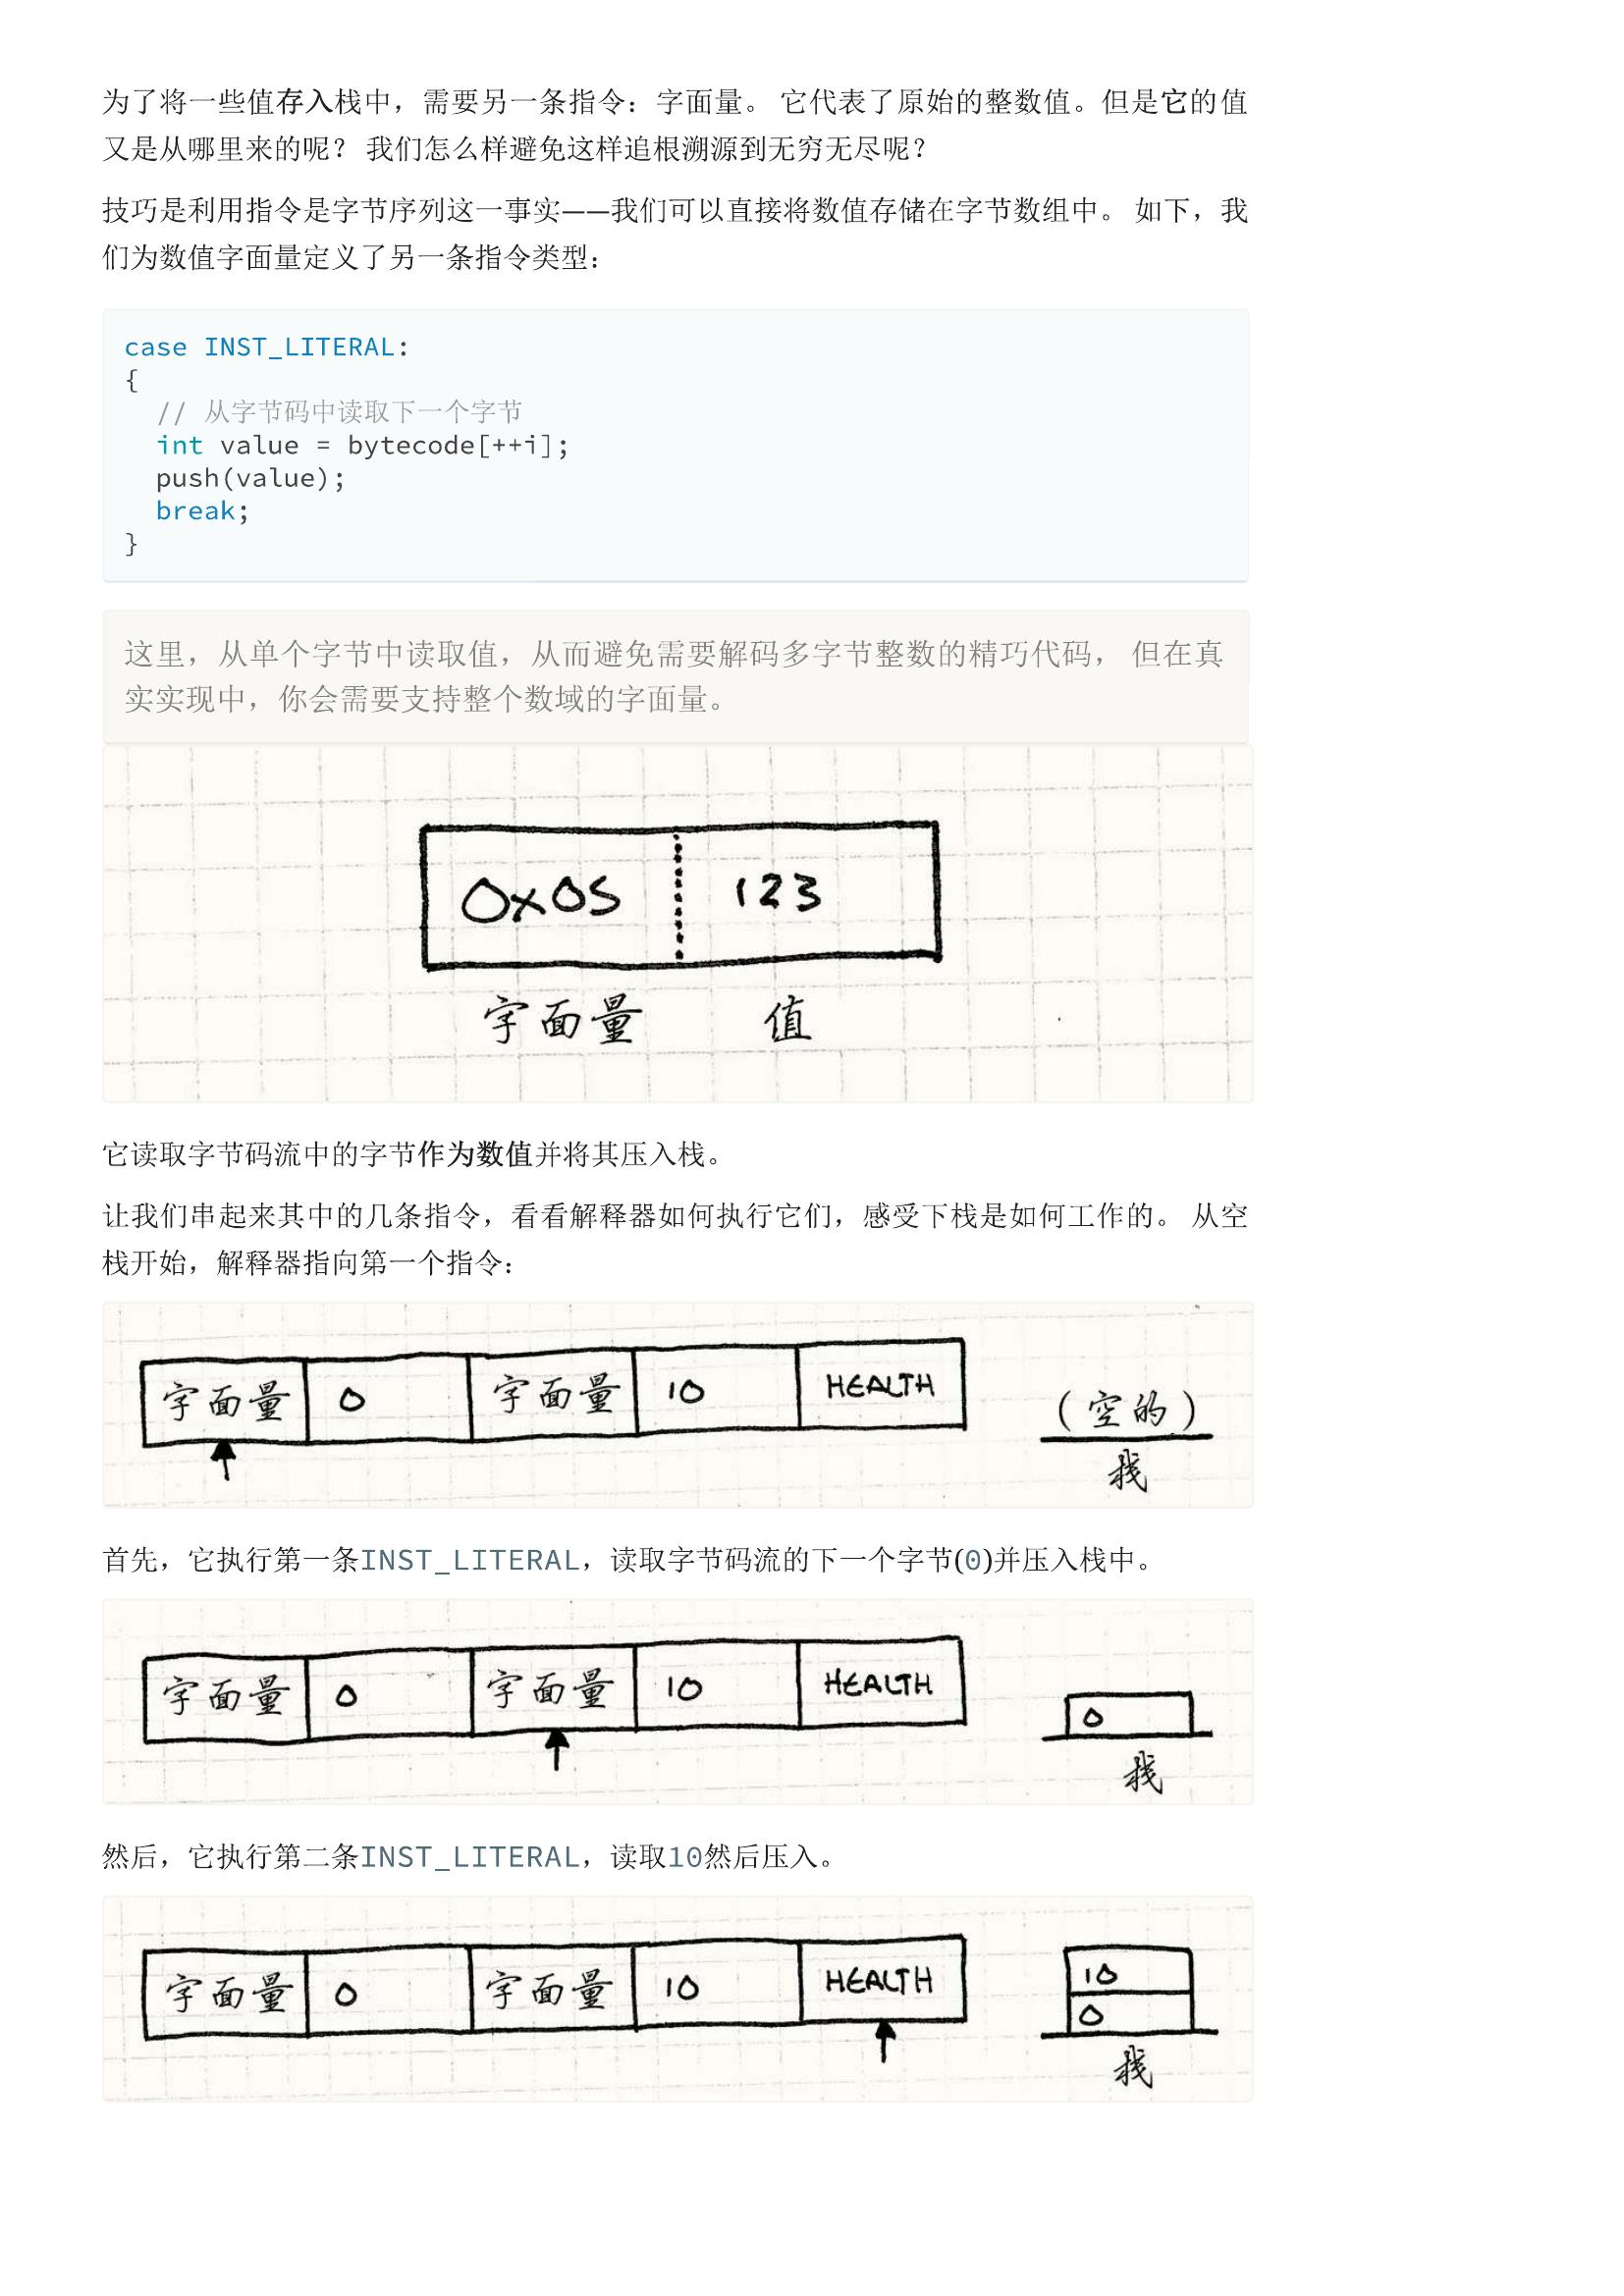 为了将一些值存入栈中，需要另一条指令：字面量。 它代表了原始的整数值。但是它的值
又是从哪里来的呢？ 我们怎么样避免这样追根溯源到无穷无尽呢？
技巧是利用指令是字节序列这一事实——我们可以直接将数值存储在字节数组中。 如下，我
们为数值字面量定义了另一条指令类型：
case INST_LITERAL:
{
  // 从字节码中读取下一个字节
  int value = bytecode[++i];
  push(value);
  break;
}
这里，从单个字节中读取值，从而避免需要解码多字节整数的精巧代码， 但在真
实实现中，你会需要支持整个数域的字面量。
0x05 123
字面量 值
它读取字节码流中的字节作为数值并将其压入栈。
让我们串起来其中的几条指令，看看解释器如何执行它们，感受下栈是如何工作的。 从空
栈开始，解释器指向第一个指令：
字面量 0 字面量 10 HEALTH (空的)
栈
首先，它执行第一条INST_LITERAL，读取字节码流的下一个字节(0)并压入栈中。
字面量 0 字面量 10 HEALTH 0
栈
然后，它执行第二条INST_LITERAL，读取10然后压入。
字面量 0 字面量 10 HEALTH 10
0
栈